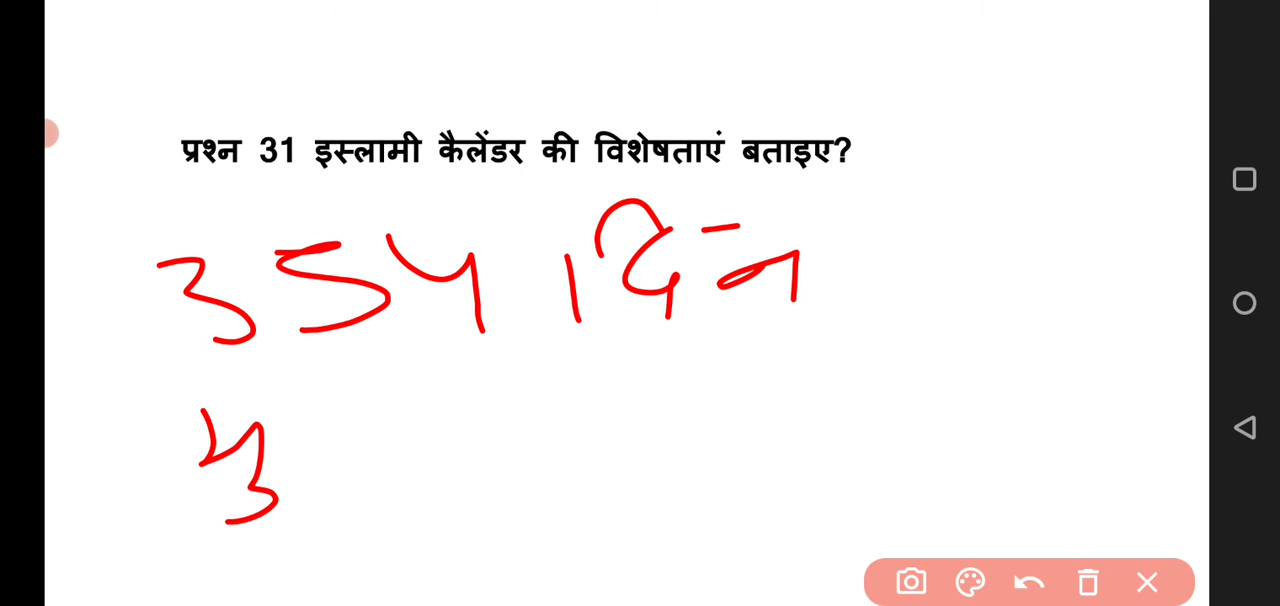 प्रश्न 31 इस्लामी कैलेंडर की विशेषताएं बताइए?
354 दिन